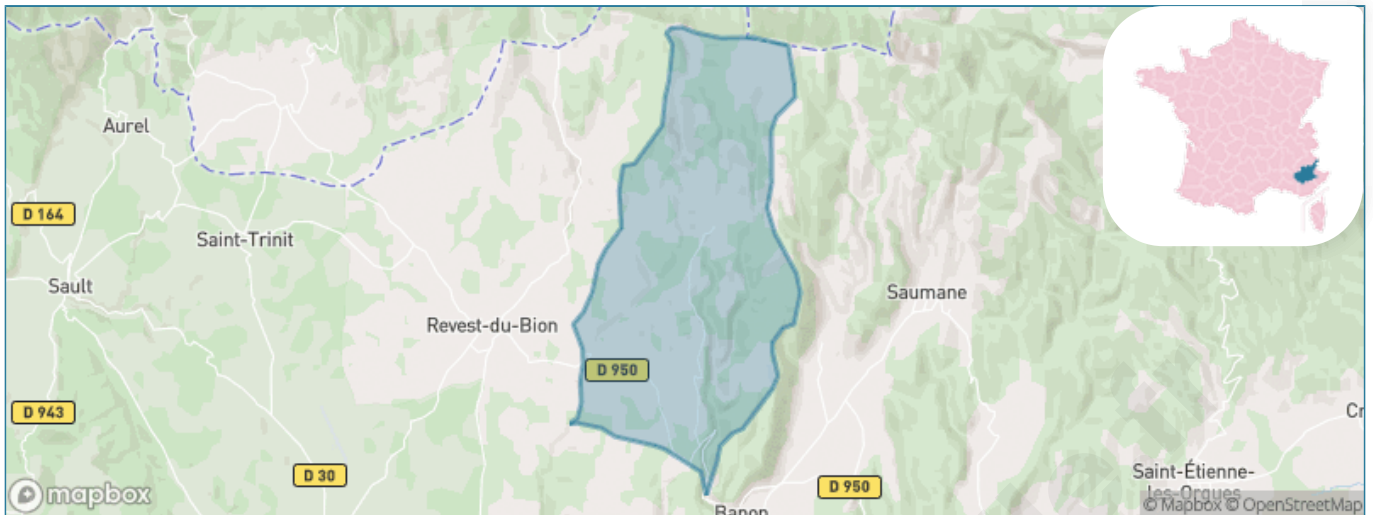 Aurel
D 164
Saint-Trinit
Sault
Saumane
Revest-du-Bion
D 950
D 943
D 30
D 950
Saint-Étienne-
les-Orgues
mapbox
© Mapbox © OpenStreetMap